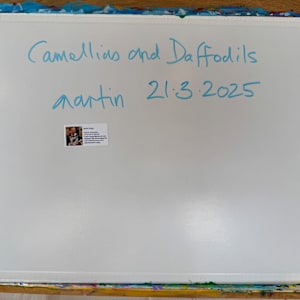 Camellias and Daffodils
martin 21.3.2025